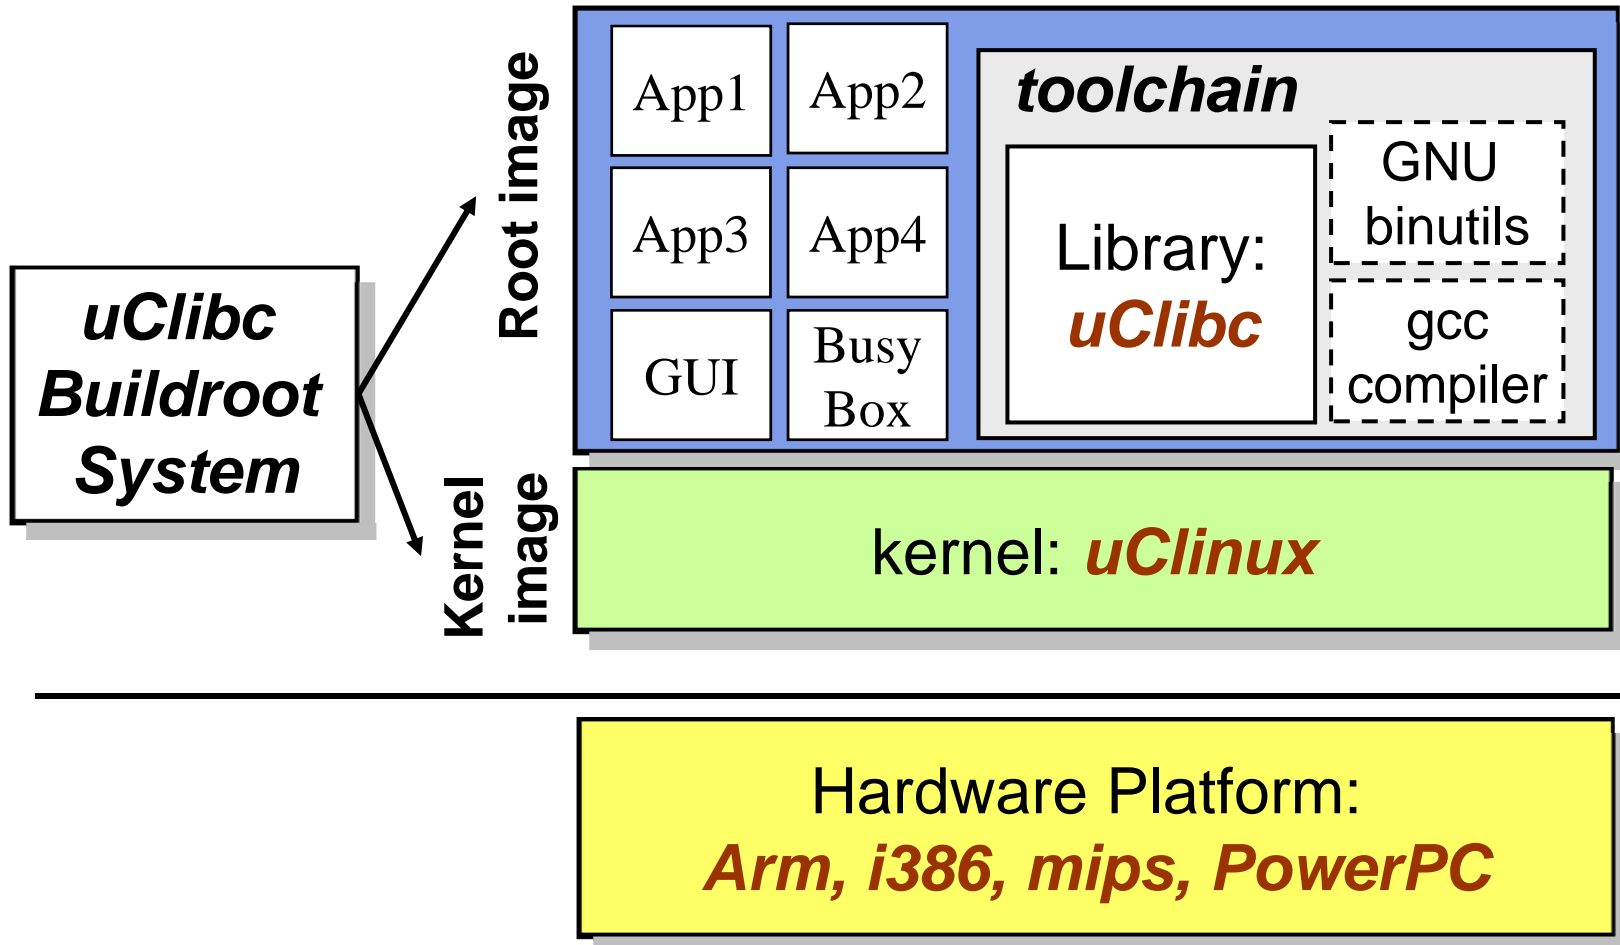 uClibc
Buildroot
System
Root image
Kernel
image
App1
App2
App3
App4
GUI
Busy
Box
toolchain
Library:
uClibc
GNU
binutils
gcc
compiler
kernel: uClinux
Hardware Platform:
Arm, i386, mips, PowerPC